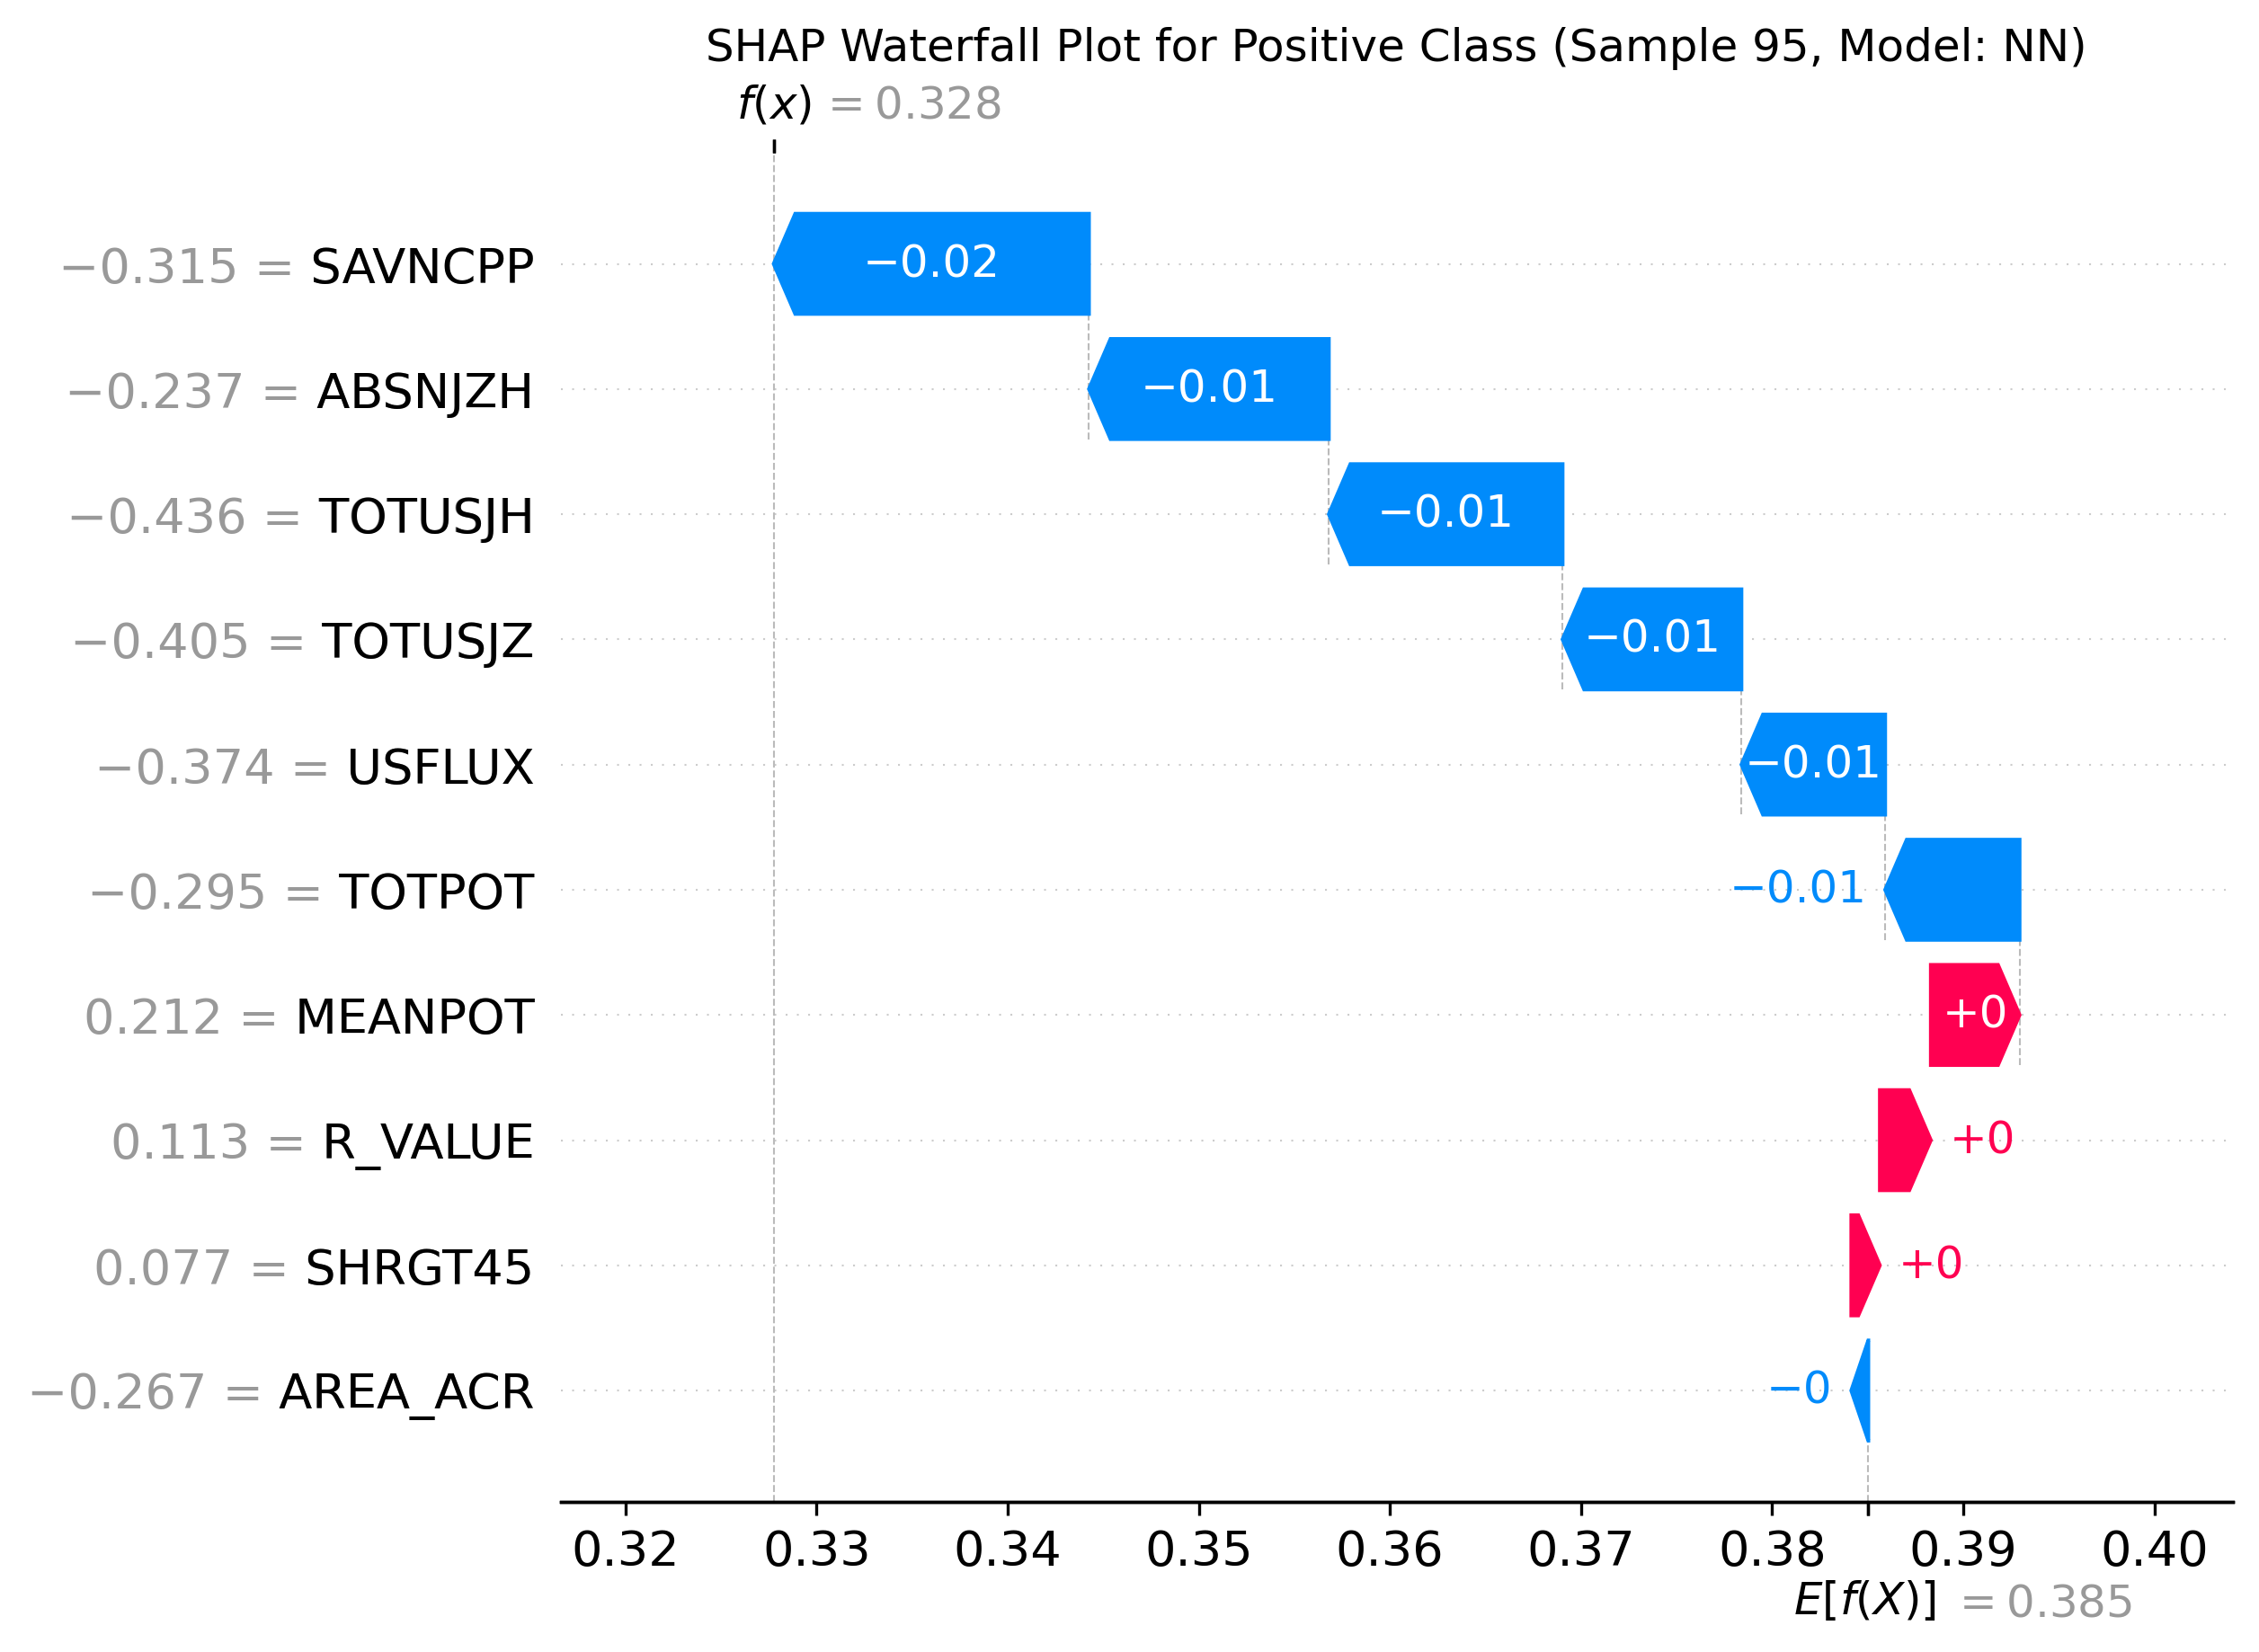 SHAP Waterfall Plot for Positive Class (Sample 95, Model: NN)
f(x) = 0.328
−0.315 = SAVNCPP −0.02
−0.237 = ABSNJZH −0.01
−0.436 = TOTUSJH −0.01
−0.405 = TOTUSJZ −0.01
−0.374 = USFLUX −0.01
−0.295 = TOTPOT −0.01
0.212 = MEANPOT +0
0.113 = R_VALUE +0
0.077 = SHRGT45 +0
−0.267 = AREA_ACR −0
0.32 0.33 0.34 0.35 0.36 0.37 0.38 0.39 0.40
E[f(X)] = 0.385